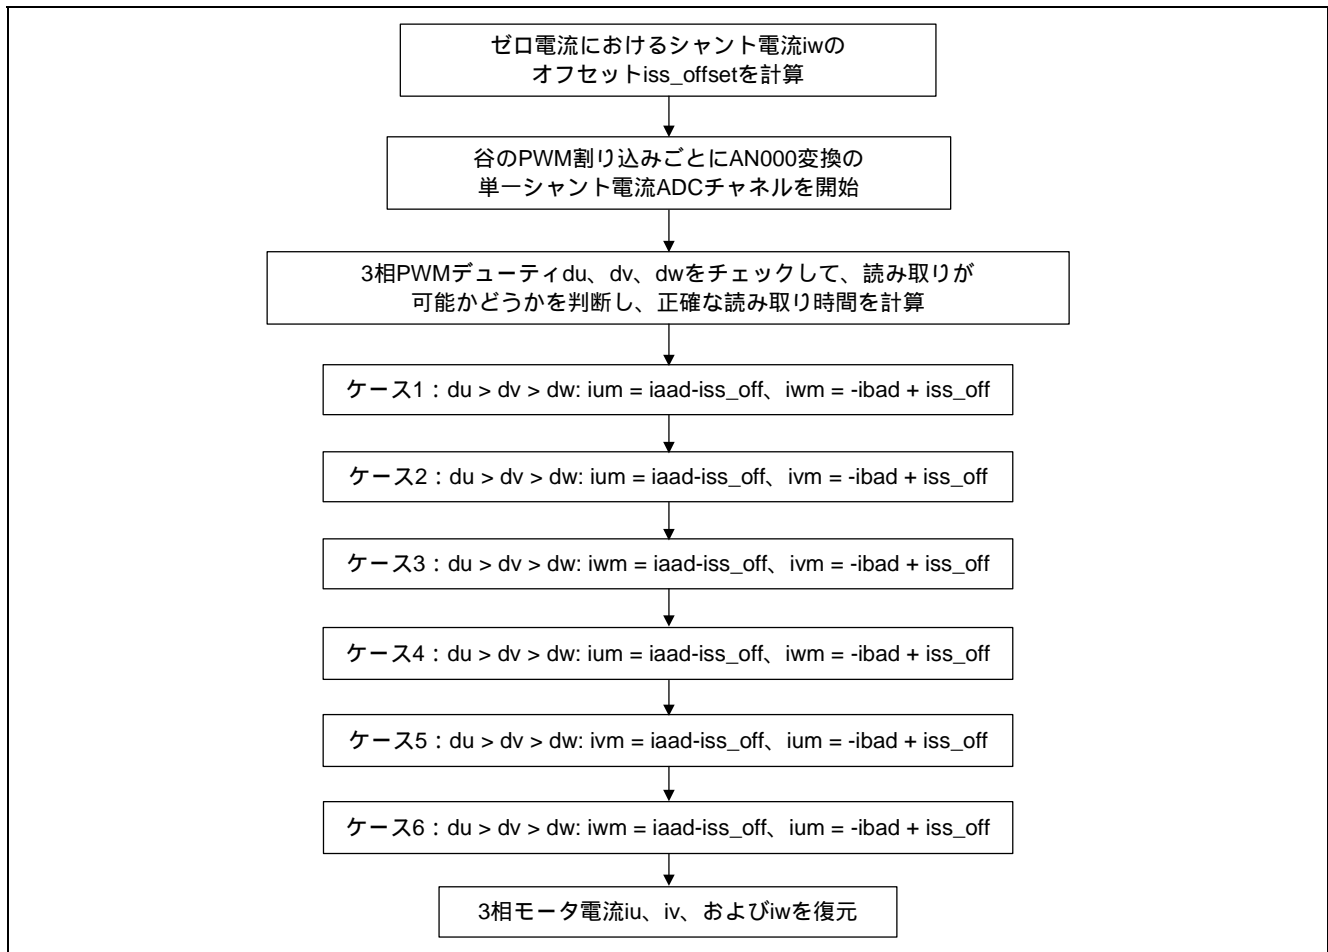 ゼロ電流におけるシャント電流iwの
オフセットiss_offsetを計算
谷のPWM割り込みごとにAN000変換の
単一シャント電流ADCチャネルを開始
3相PWMデューティdu、dv、dwをチェックして、読み取りが
可能かどうかを判断し、正確な読み取り時間を計算
ケース1：du > dv > dw: ium = iaad-iss_off、iwm = -ibad + iss_off
ケース2：du > dv > dw: ium = iaad-iss_off、ivm = -ibad + iss_off
ケース3：du > dv > dw: iwm = iaad-iss_off、ivm = -ibad + iss_off
ケース4：du > dv > dw: ium = iaad-iss_off、iwm = -ibad + iss_off
ケース5：du > dv > dw: ivm = iaad-iss_off、ium = -ibad + iss_off
ケース6：du > dv > dw: iwm = iaad-iss_off、ium = -ibad + iss_off
3相モータ電流iu、iv、およびiwを復元